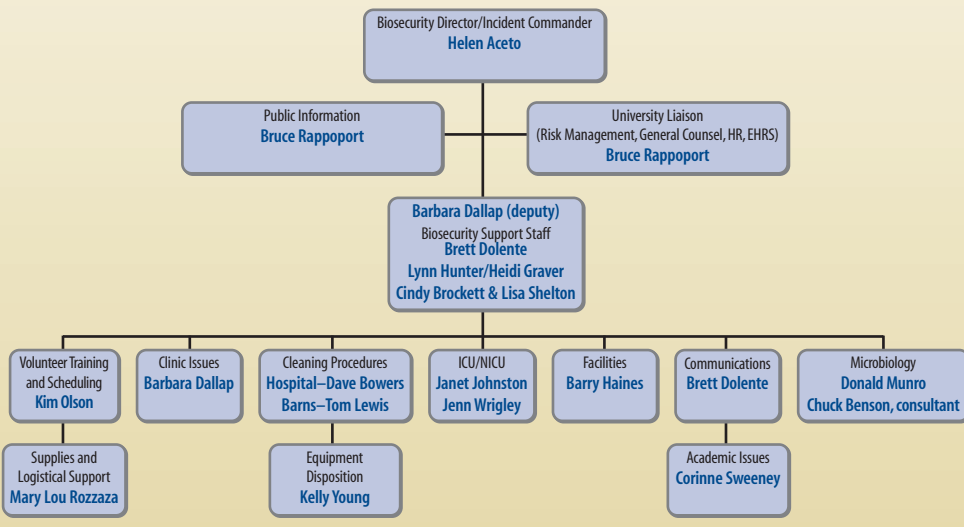 Biosecurity Director/Incident Commander
Helen Aceto
Public Information
Bruce Rappoport
University Liaison
(Risk Management, General Counsel, HR, EHRS)
Bruce Rappoport
Barbara Dallap (deputy)
Biosecurity Support Staff
Brett Dolente
Lynn Hunter/Heidi Graver
Cindy Brockett & Lisa Shelton
Volunteer Training
and Scheduling
Kim Olson
Clinic Issues
Barbara Dallap
Cleaning Procedures
Hospital–Dave Bowers
Barns–Tom Lewis
ICU/NICU
Janet Johnston
Jenn Wrigley
Facilities
Barry Haines
Communications
Brett Dolente
Microbiology
Donald Munro
Chuck Benson, consultant
Supplies and
Logistical Support
Mary Lou Rozzaza
Equipment
Disposition
Kelly Young
Academic Issues
Corinne Sweeney